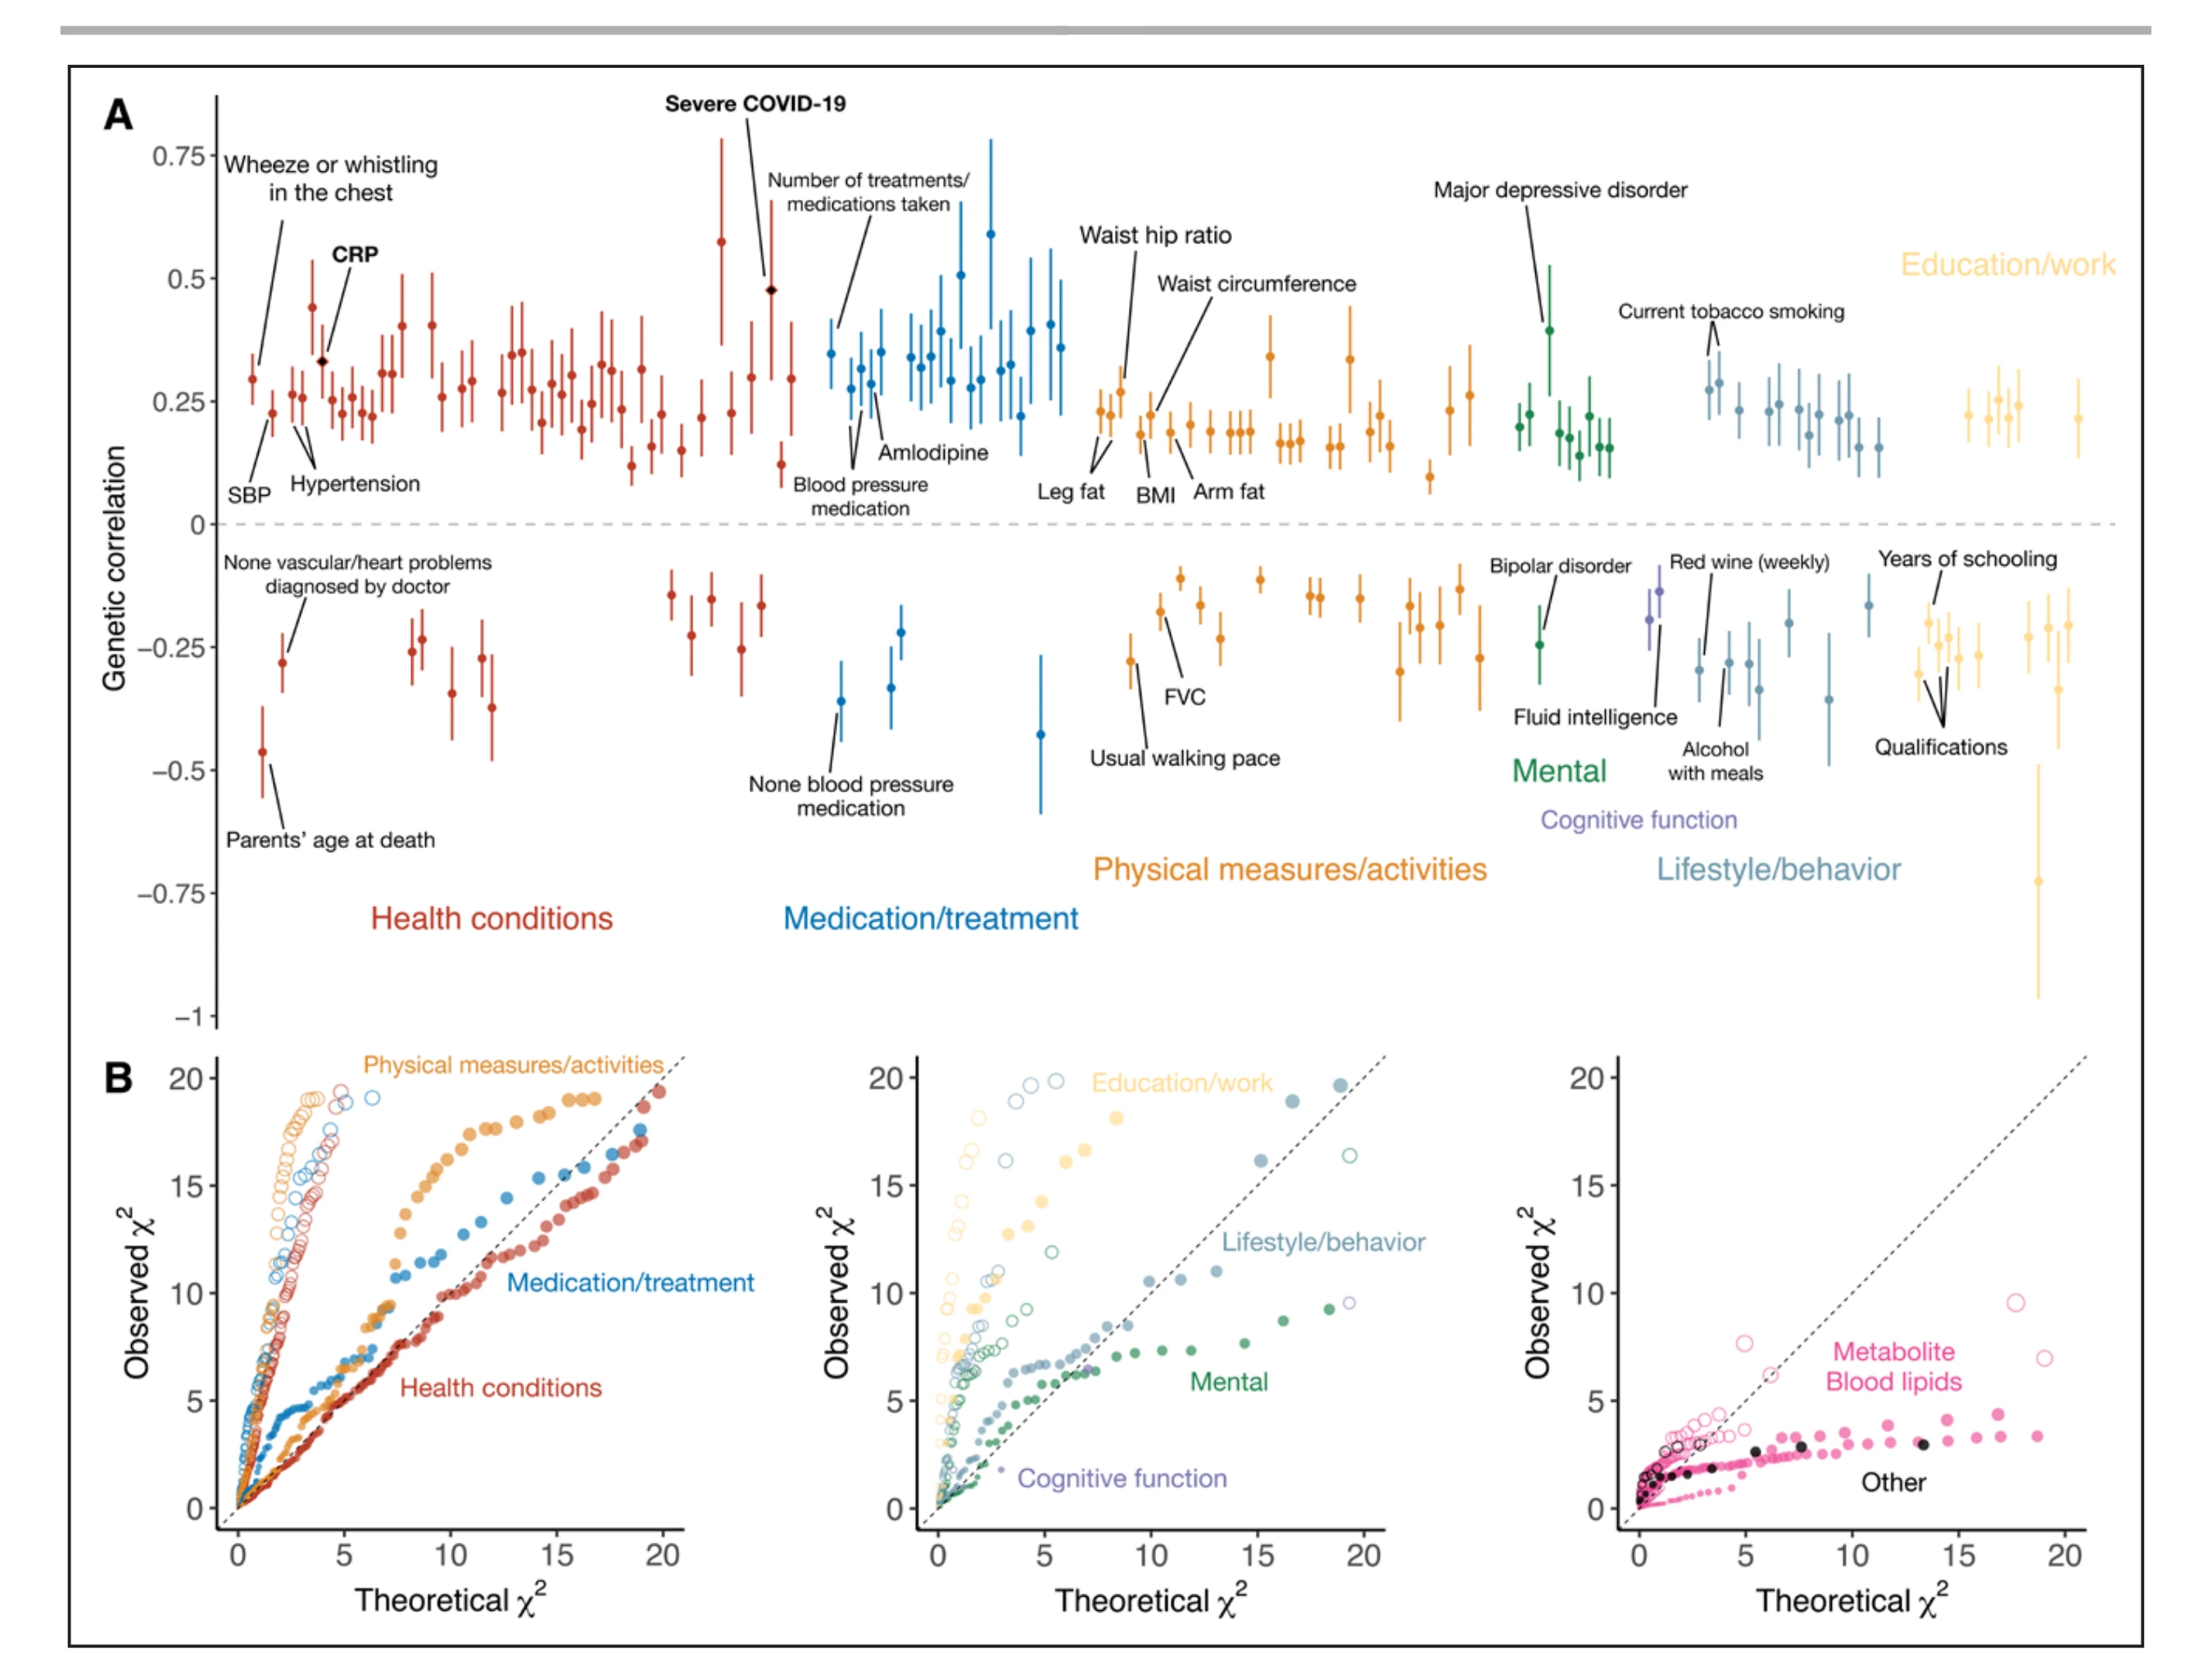 A
Severe COVID-19
0.75
Wheeze or whistling
in the chest
Number of treatments/
medications taken
Major depressive disorder
CRP
Waist hip ratio
Education/work
0.5
Waist circumference
Current tobacco smoking
0.25
Amlodipine
SBP
Hypertension
Blood pressure
medication
Leg fat
BMI
Arm fat
Genetic correlation
0
None vascular/heart problems
diagnosed by doctor
Bipolar disorder
Red wine (weekly)
Years of schooling
−0.25
FVC
Fluid intelligence
Usual walking pace
Alcohol
with meals
Qualifications
−0.5
None blood pressure
medication
Mental
Parents’ age at death
Cognitive function
Physical measures/activities
Lifestyle/behavior
−0.75
Health conditions
Medication/treatment
−1
B
Physical measures/activities
20
15
10
5
0
Observed χ²
Medication/treatment
Health conditions
0 5 10 15 20
Theoretical χ²
Education/work
20
15
10
5
0
Observed χ²
Lifestyle/behavior
Mental
Cognitive function
0 5 10 15 20
Theoretical χ²
20
15
10
5
0
Observed χ²
Metabolite
Blood lipids
Other
0 5 10 15 20
Theoretical χ²